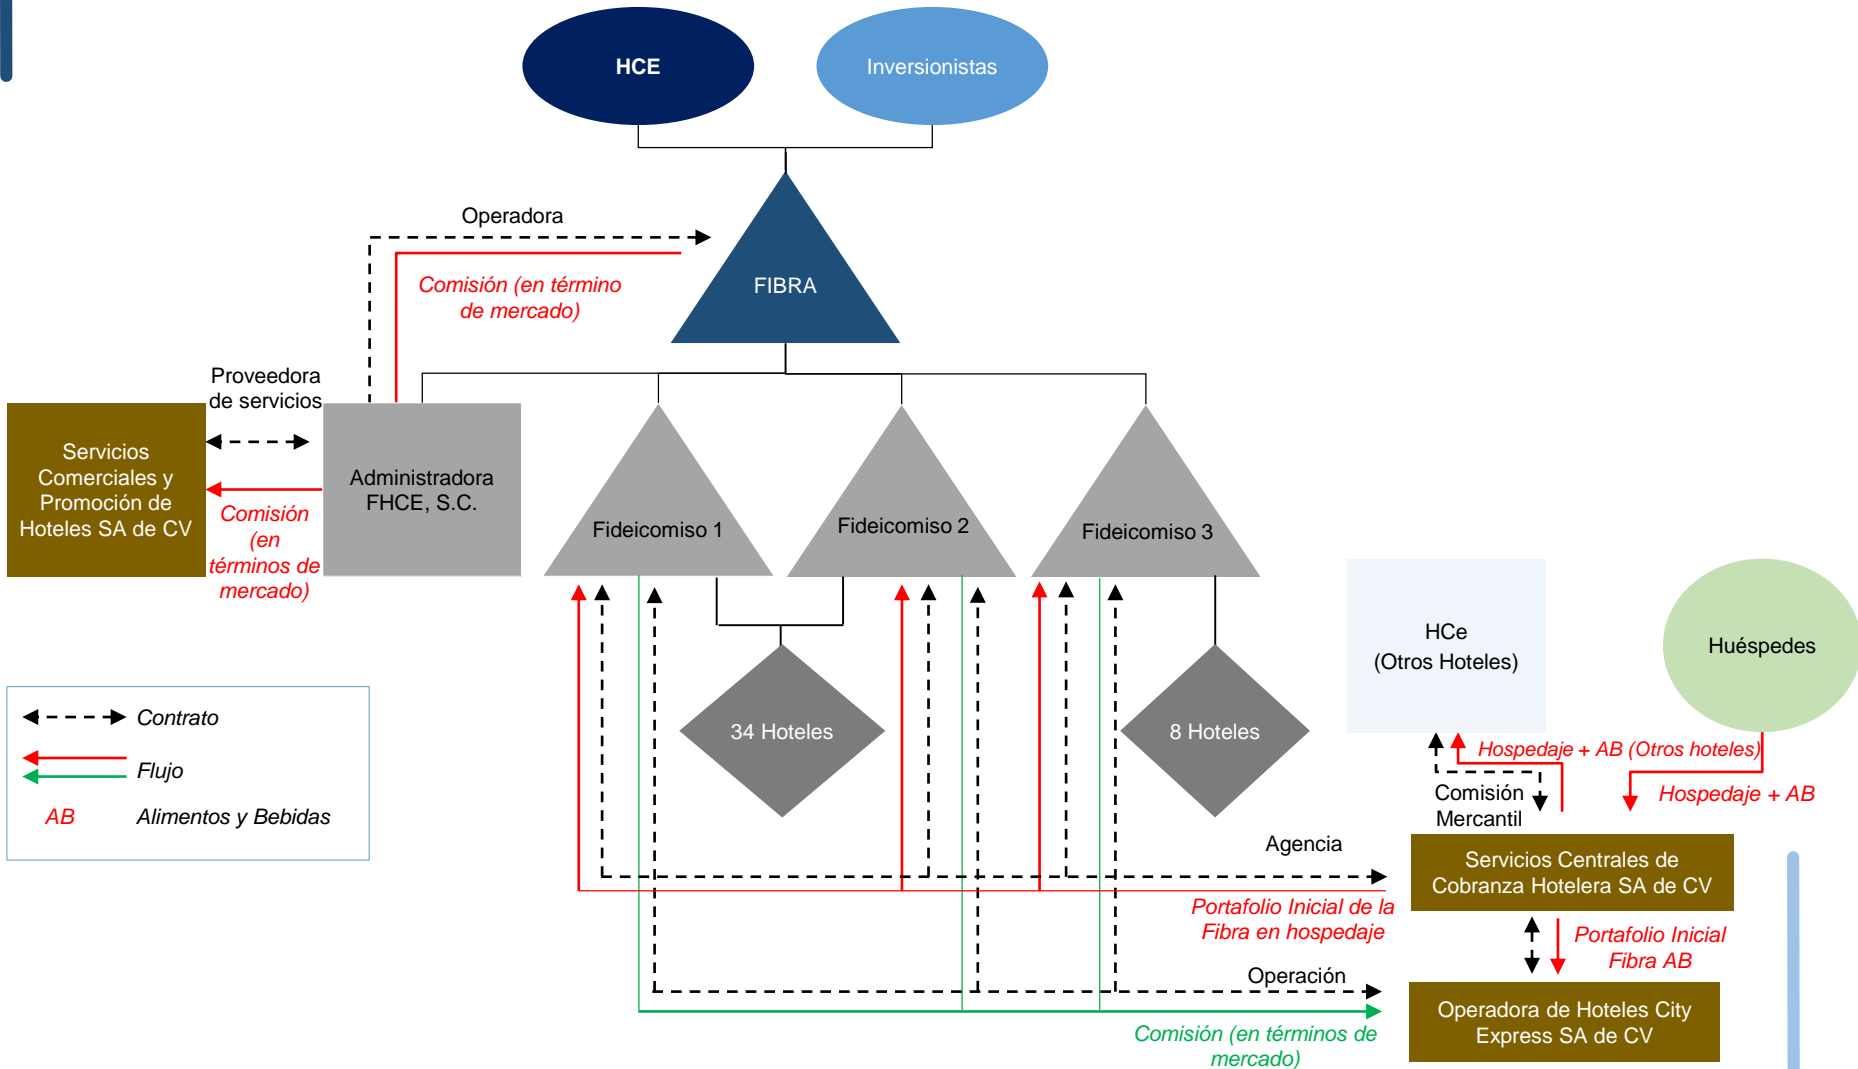 HCE
Inversionistas
Operadora
Comisión (en término
de mercado)
FIBRA
Proveedora
de servicios
Servicios
Comerciales y
Promoción de
Hoteles SA de CV
Comisión
(en
términos de
mercado)
Administradora
FHCE, S.C.
Fideicomiso 1
Fideicomiso 2
Fideicomiso 3
34 Hoteles
8 Hoteles
HCe
(Otros Hoteles)
Huéspedes
Contrato
Flujo
AB Alimentos y Bebidas
Hospedaje + AB (Otros hoteles)
Hospedaje + AB
Comisión
Mercantil
Agencia
Servicios Centrales de
Cobranza Hotelera SA de CV
Portafolio Inicial de la
Fibra en hospedaje
Portafolio Inicial
Fibra AB
Operación
Operadora de Hoteles City
Express SA de CV
Comisión (en términos de
mercado)